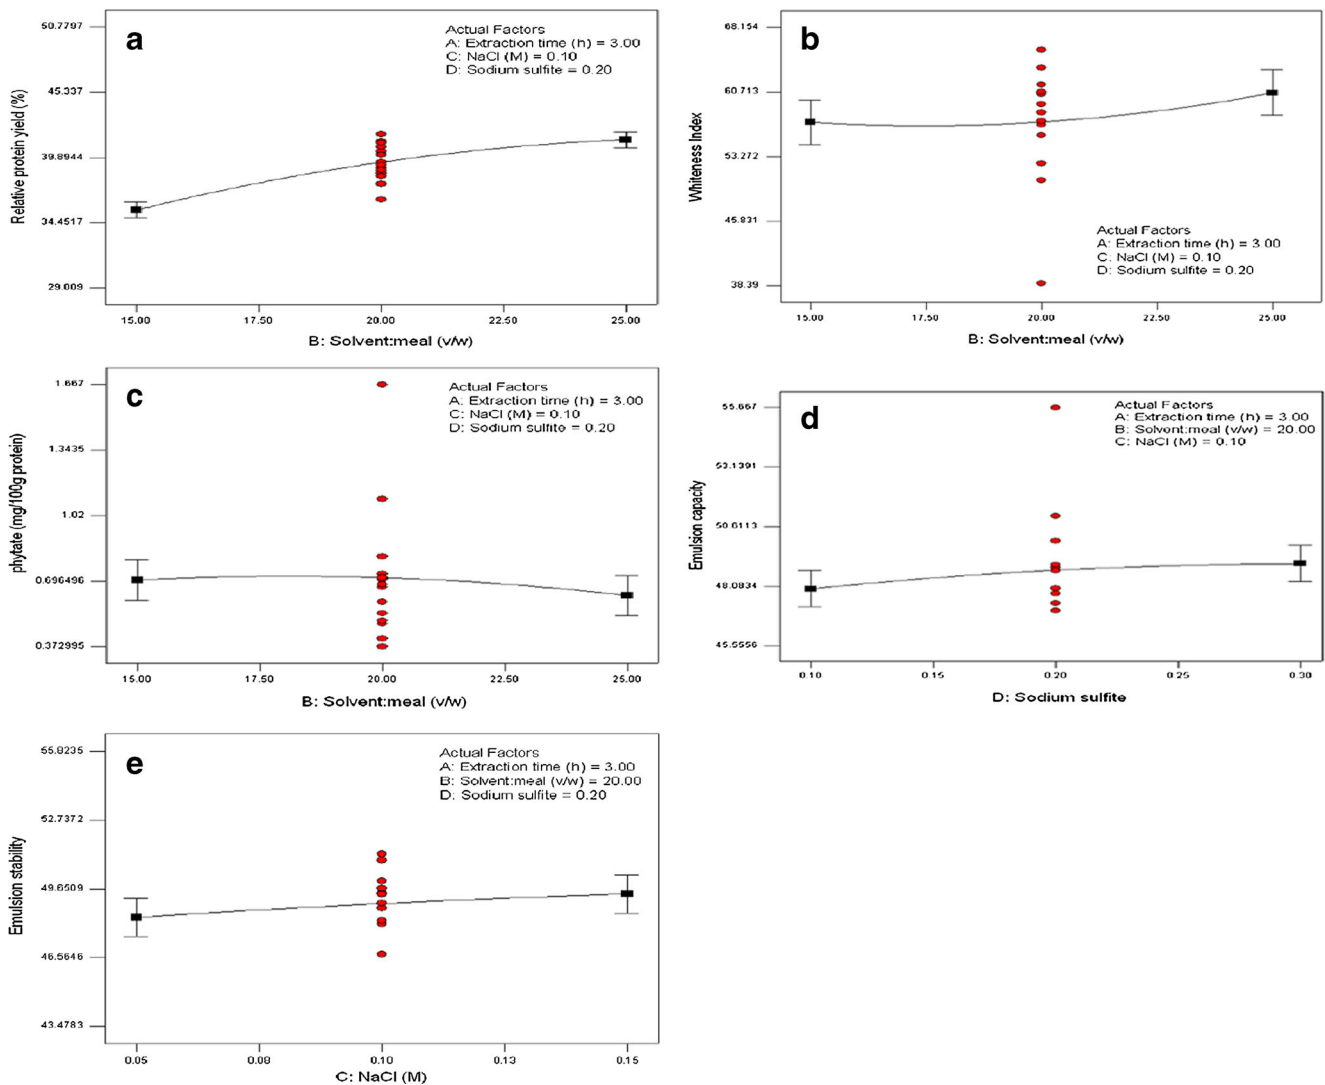 a
Actual Factors
A: Extraction time (h) = 3.00
C: NaCl (M) = 0.10
D: Sodium sulfite = 0.20
Relative protein yield (%)
50.7797
45.337
39.8944
34.4517
29.009
15.00 17.50 20.00 22.50 25.00
B: Solvent:meal (v/w)
b
Whiteness Index
68.154
60.713
53.272
45.831
38.39
Actual Factors
A: Extraction time (h) = 3.00
C: NaCl (M) = 0.10
D: Sodium sulfite = 0.20
15.00 17.50 20.00 22.50 25.00
B: Solvent:meal (v/w)
c
Actual Factors
A: Extraction time (h) = 3.00
C: NaCl (M) = 0.10
D: Sodium sulfite = 0.20
phytate (mg/100g protein)
1.667
1.3435
1.02
0.696496
0.372995
15.00 17.50 20.00 22.50 25.00
B: Solvent:meal (v/w)
d
Actual Factors
A: Extraction time (h) = 3.00
B: Solvent:meal (v/w) = 20.00
C: NaCl (M) = 0.10
Emulsion capacity
55.667
53.1391
50.6113
48.0834
45.5556
0.10 0.15 0.20 0.25 0.30
D: Sodium sulfite
e
Actual Factors
A: Extraction time (h) = 3.00
B: Solvent:meal (v/w) = 20.00
D: Sodium sulfite = 0.20
Emulsion stability
55.8235
52.7372
49.6509
46.5646
43.4783
0.05 0.08 0.10 0.13 0.15
C: NaCl (M)